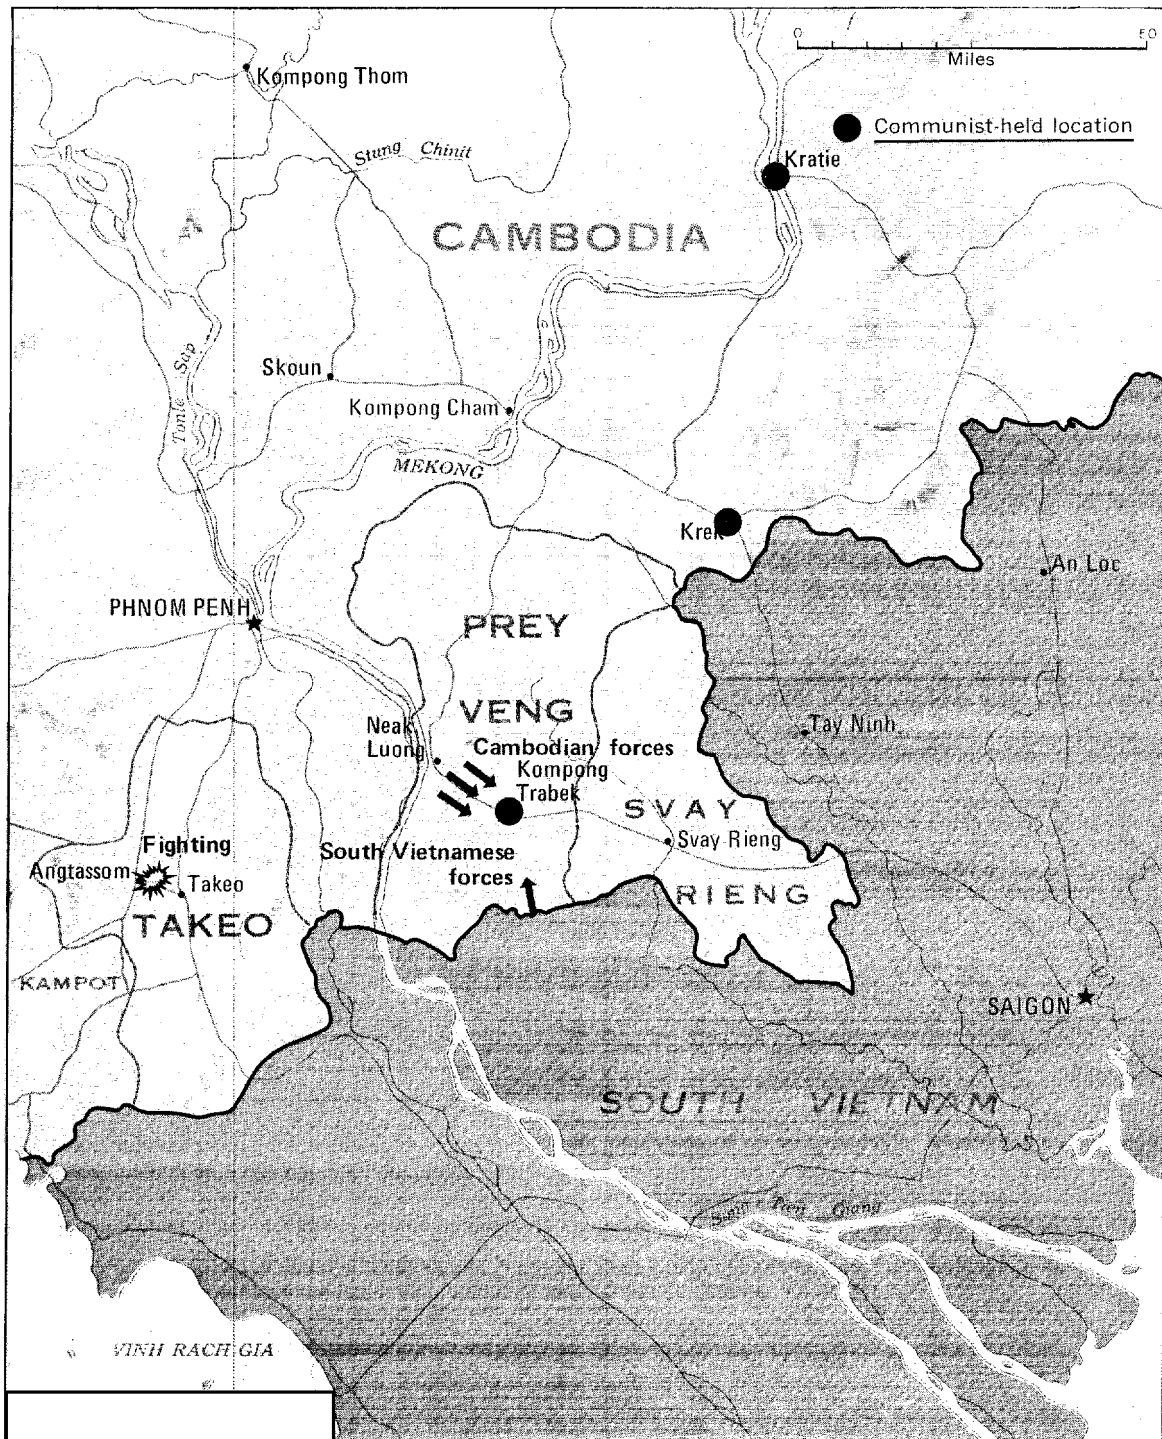 0 50
Miles
Communist-held location
Kompong Thom
Stung Chinit
Kratie
CAMBODIA
Tonle Sap
Skoun
Kompong Cham
MEKONG
Krek
An Loc
PHNOM PENH
PREY
VENG
Neak
Luong
Cambodian forces
Kompong
Trabek
Tay Ninh
SVAY
Svay Rieng
RIENG
Fighting
Angtassom
Takeo
TAKEO
South Vietnamese
forces
KAMPOT
SAIGON
SOUTH VIETNAM
Giang
VINH RACH GIA